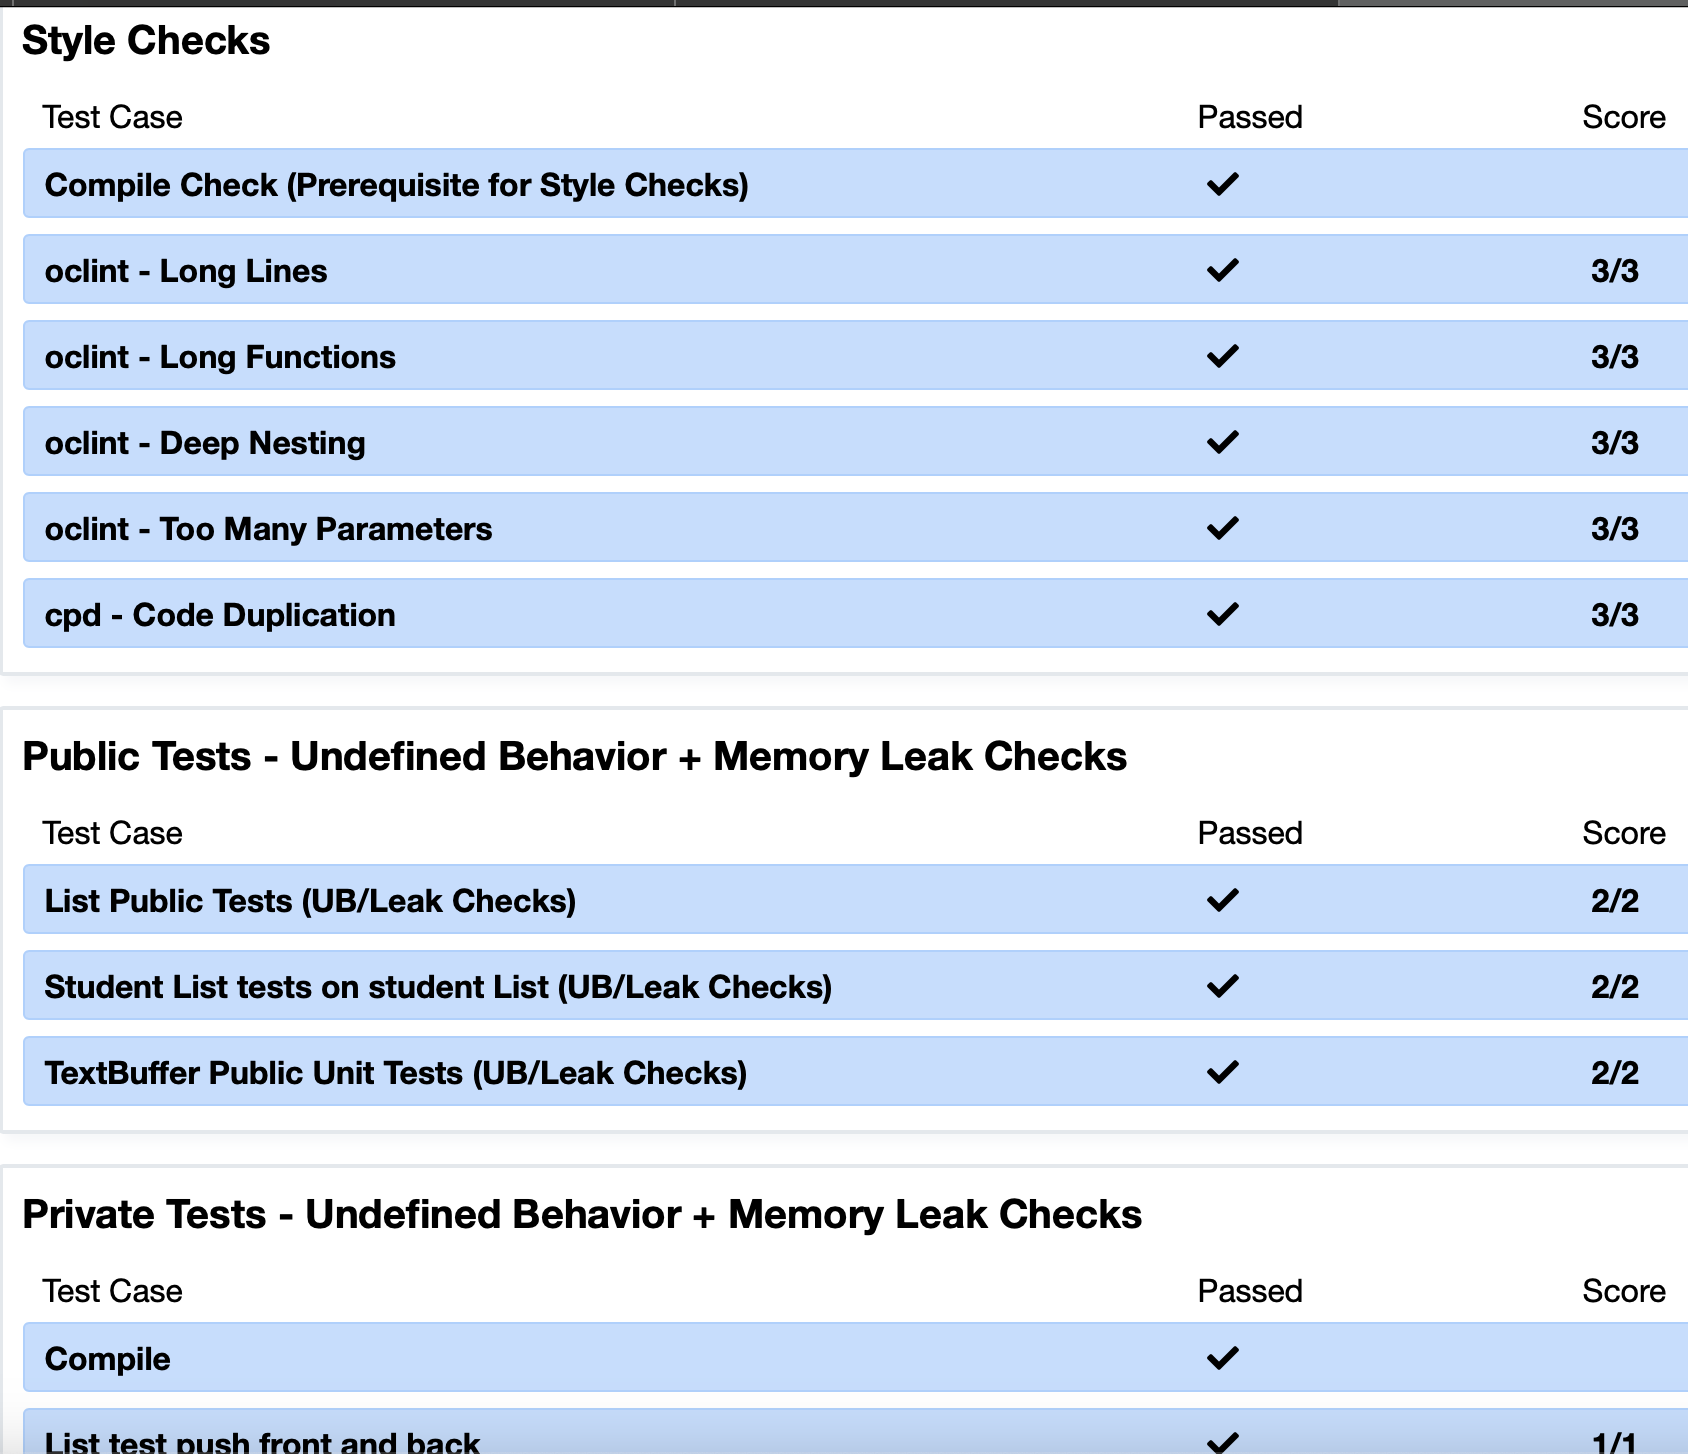 Style Checks
Test Case Passed Score
Compile Check (Prerequisite for Style Checks)
oclint - Long Lines 3/3
oclint - Long Functions 3/3
oclint - Deep Nesting 3/3
oclint - Too Many Parameters 3/3
cpd - Code Duplication 3/3
Public Tests - Undefined Behavior + Memory Leak Checks
Test Case Passed Score
List Public Tests (UB/Leak Checks) 2/2
Student List tests on student List (UB/Leak Checks) 2/2
TextBuffer Public Unit Tests (UB/Leak Checks) 2/2
Private Tests - Undefined Behavior + Memory Leak Checks
Test Case Passed Score
Compile
List test push front and back 1/1